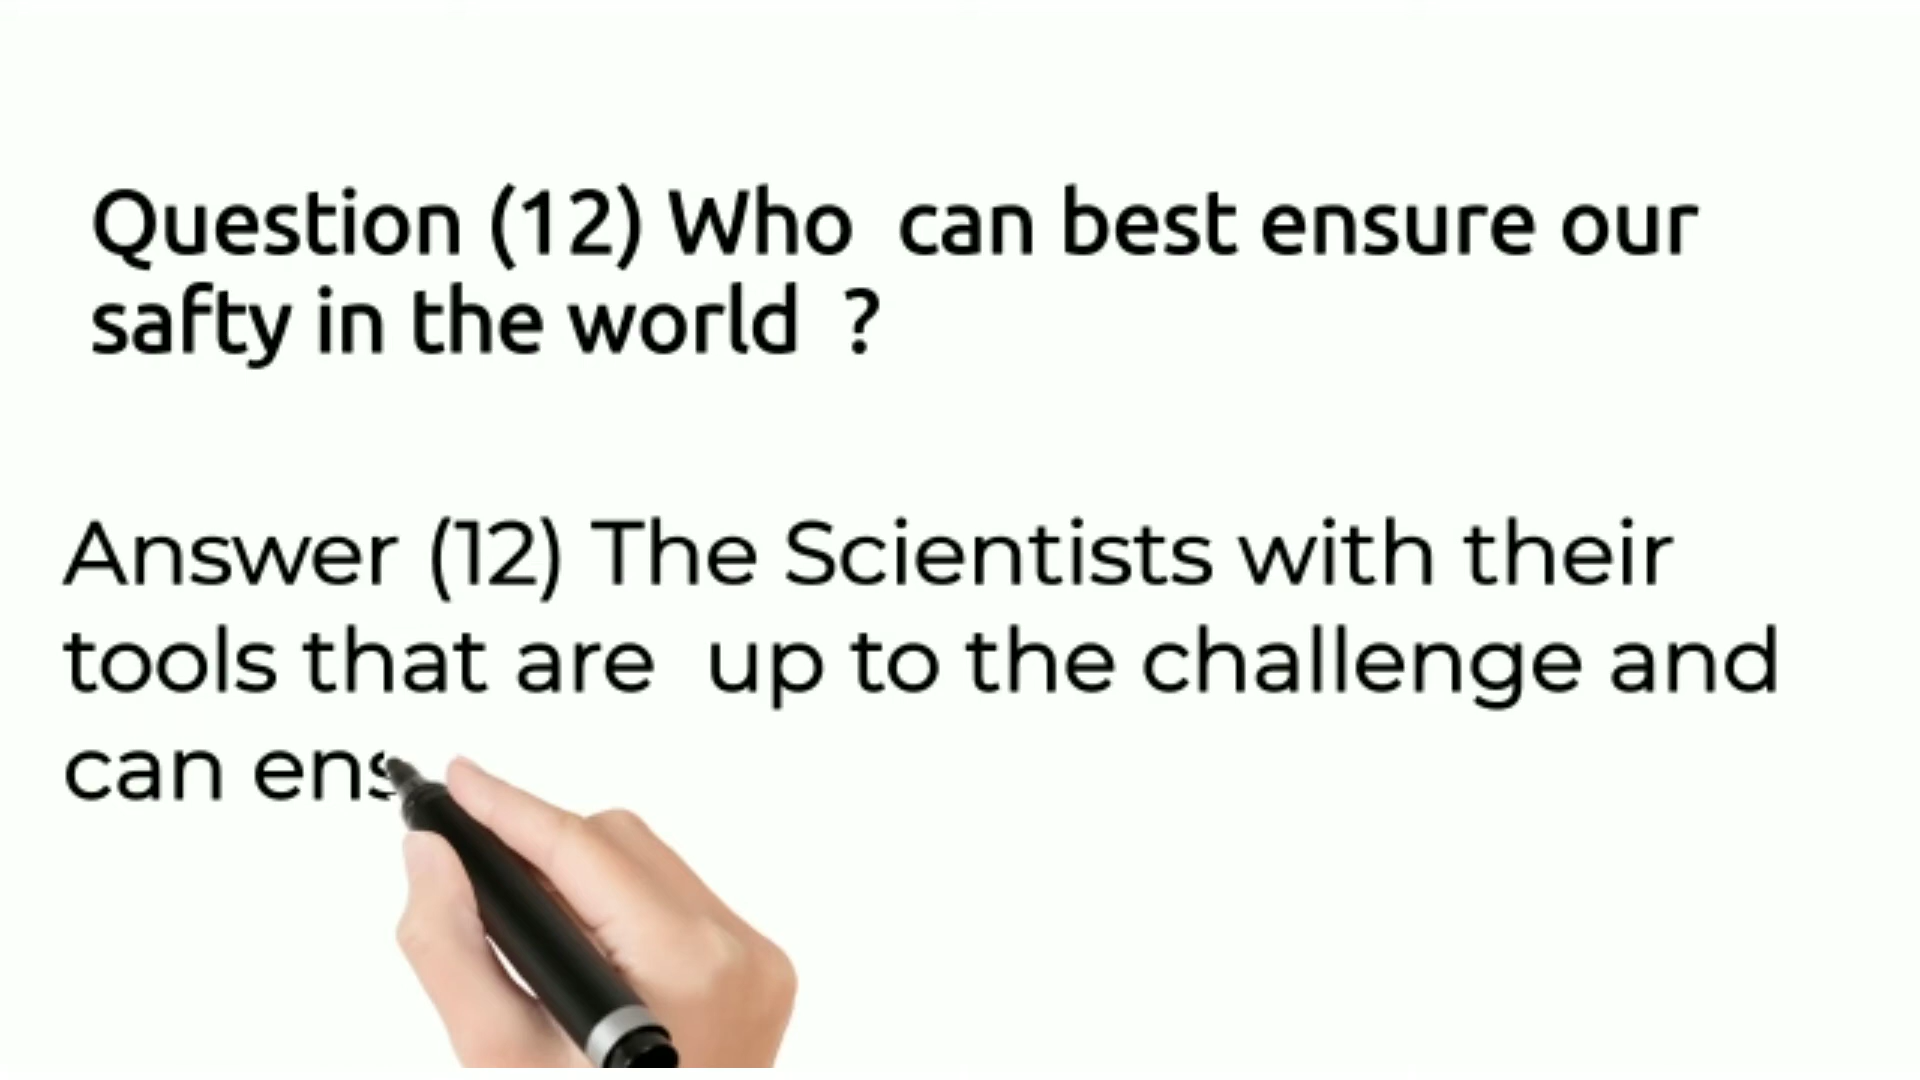 Question (12) Who can best ensure our
safty in the world ?
Answer (12) The Scientists with their
tools that are up to the challenge and
can ens